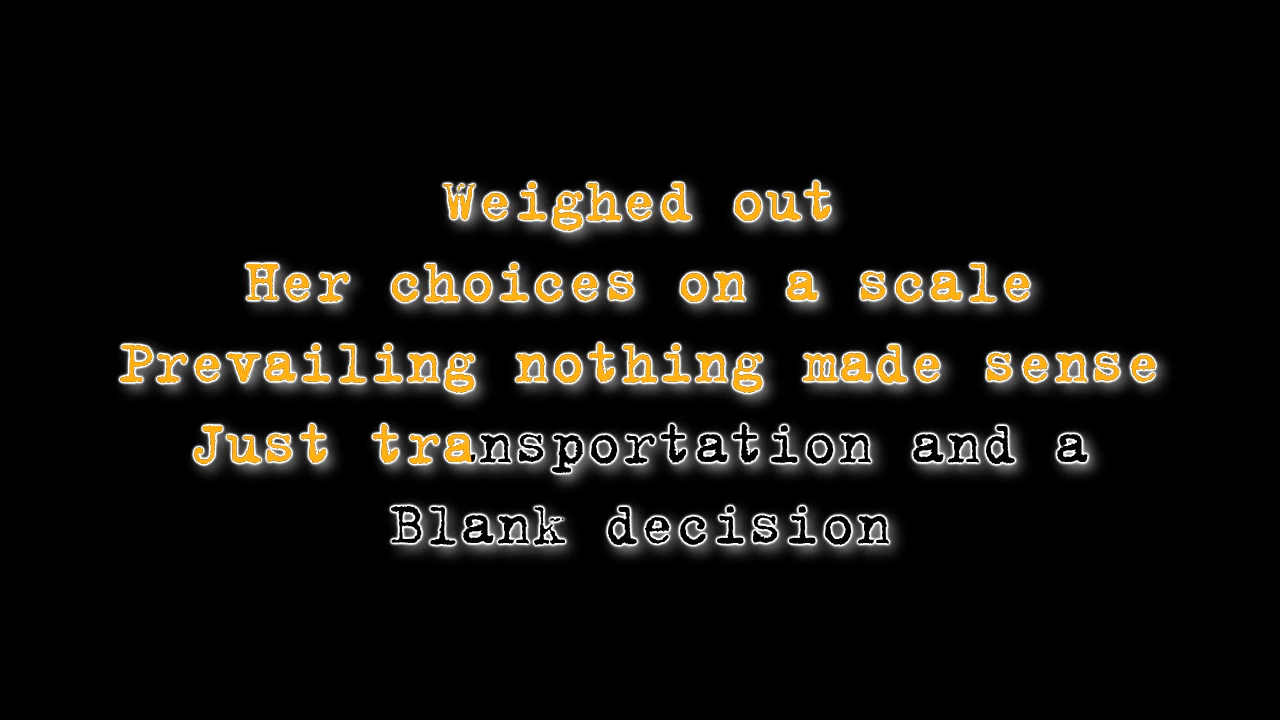 Weighed out
Her choices on a scale
Prevailing nothing made sense
Just transportation and a
Blank decision